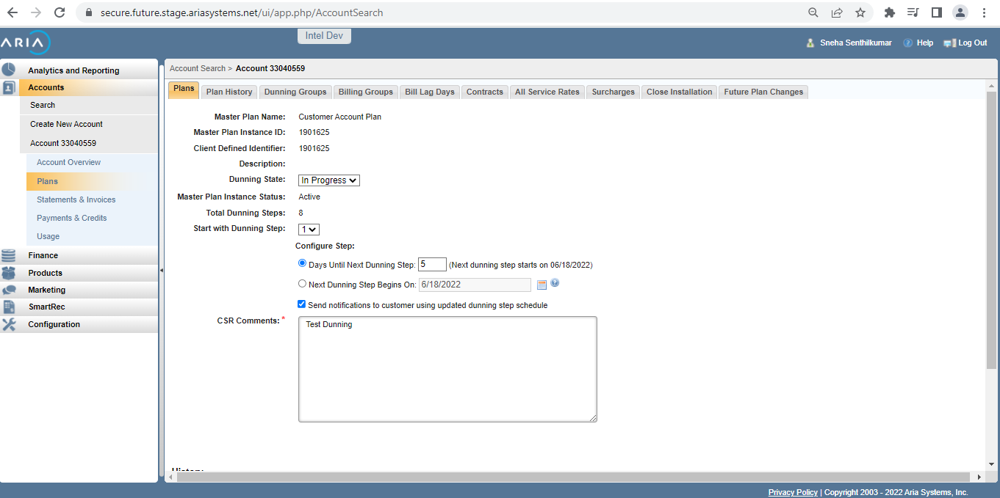 secure.future.stage.ariasystems.net/ui/app.php/AccountSearch
ARIA
Intel Dev
Sneha Senthilkumar Help Log Out
Analytics and Reporting
Accounts
Search
Create New Account
Account 33040559
Account Overview
Plans
Statements & Invoices
Payments & Credits
Usage
Finance
Products
Marketing
SmartRec
Configuration
Account Search > Account 33040559
Plans Plan History Dunning Groups Billing Groups Bill Lag Days Contracts All Service Rates Surcharges Close Installation Future Plan Changes
Master Plan Name: Customer Account Plan
Master Plan Instance ID: 1901625
Client Defined Identifier: 1901625
Description:
Dunning State: In Progress
Master Plan Instance Status: Active
Total Dunning Steps: 8
Start with Dunning Step: 1
Configure Step:
Days Until Next Dunning Step: 5 (Next dunning step starts on 06/18/2022)
Next Dunning Step Begins On: 6/18/2022
Send notifications to customer using updated dunning step schedule
CSR Comments: * Test Dunning
History
Privacy Policy | Copyright 2003 - 2022 Aria Systems, Inc.